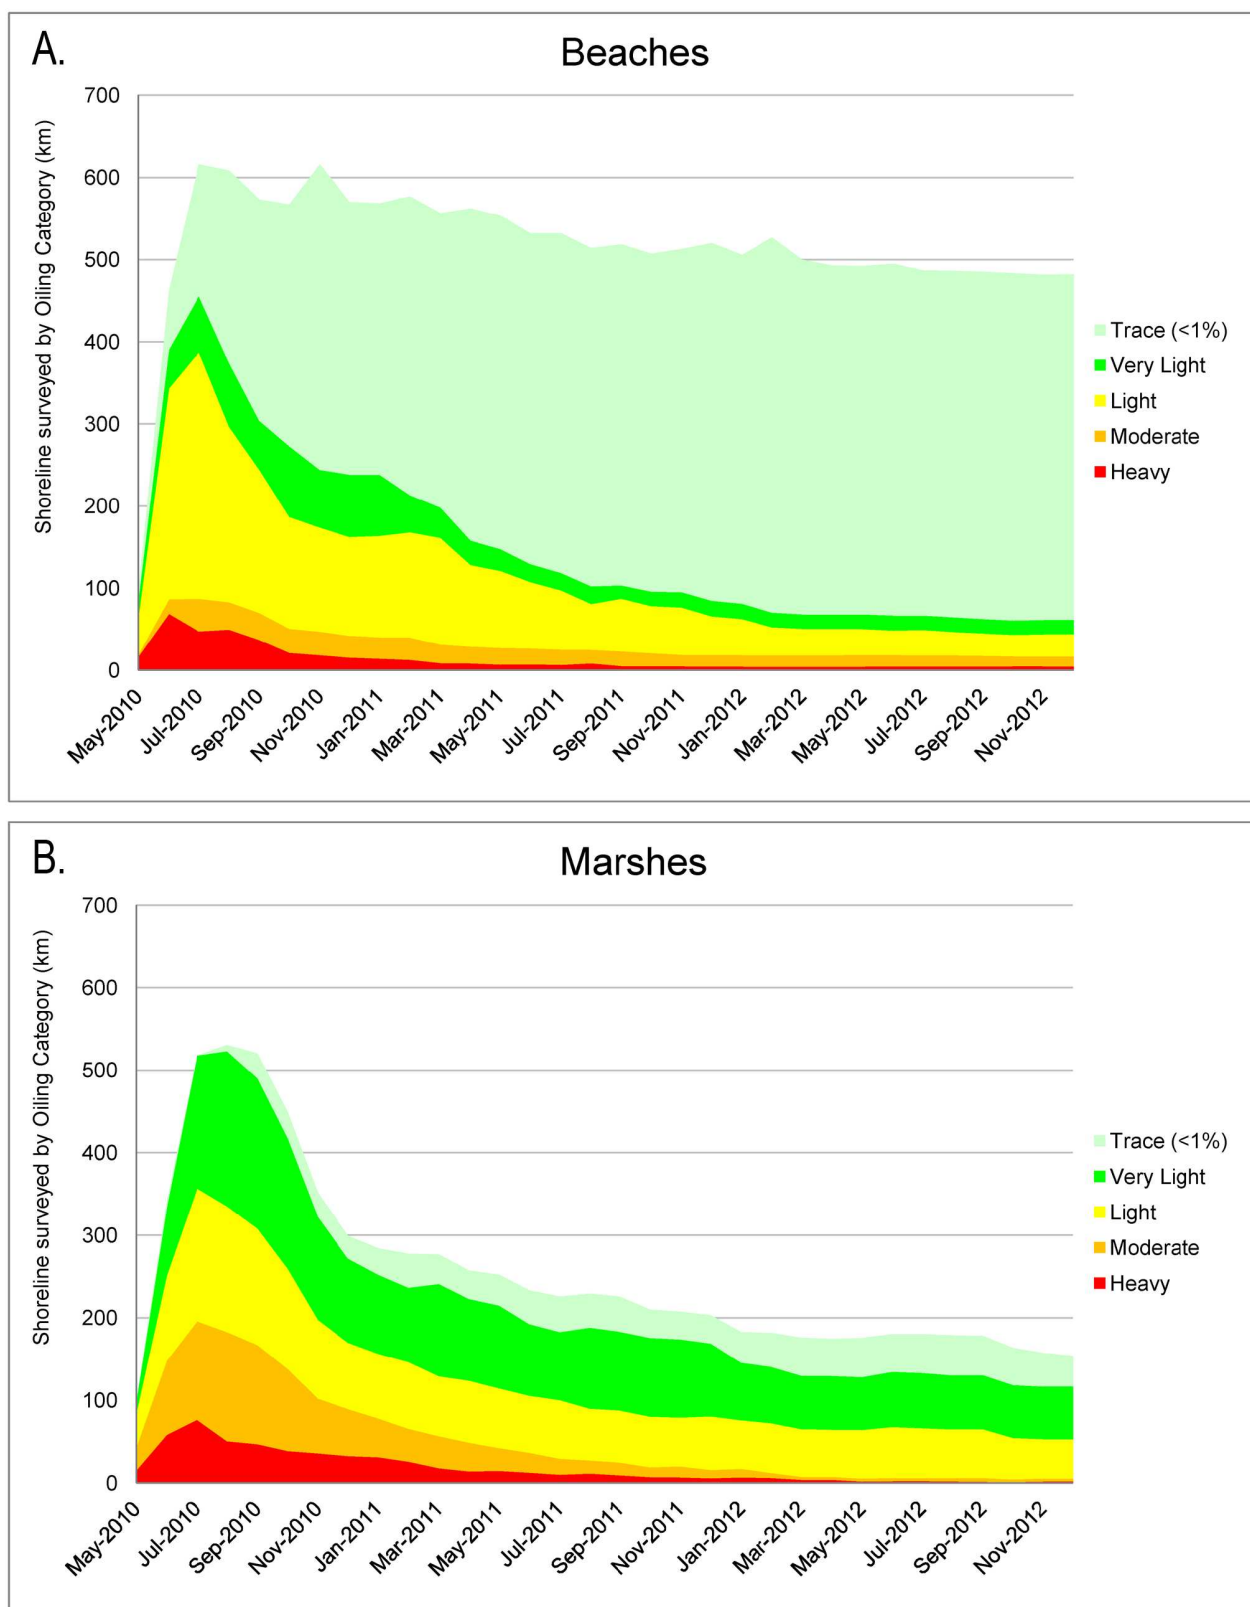 A.
Beaches
Shoreline surveyed by Oiling Category (km)
700
600
500
400
300
200
100
0
May-2010
Jul-2010
Sep-2010
Nov-2010
Jan-2011
Mar-2011
May-2011
Jul-2011
Sep-2011
Nov-2011
Jan-2012
Mar-2012
May-2012
Jul-2012
Sep-2012
Nov-2012
Trace (<1%)
Very Light
Light
Moderate
Heavy
B.
Marshes
Shoreline surveyed by Oiling Category (km)
700
600
500
400
300
200
100
0
May-2010
Jul-2010
Sep-2010
Nov-2010
Jan-2011
Mar-2011
May-2011
Jul-2011
Sep-2011
Nov-2011
Jan-2012
Mar-2012
May-2012
Jul-2012
Sep-2012
Nov-2012
Trace (<1%)
Very Light
Light
Moderate
Heavy